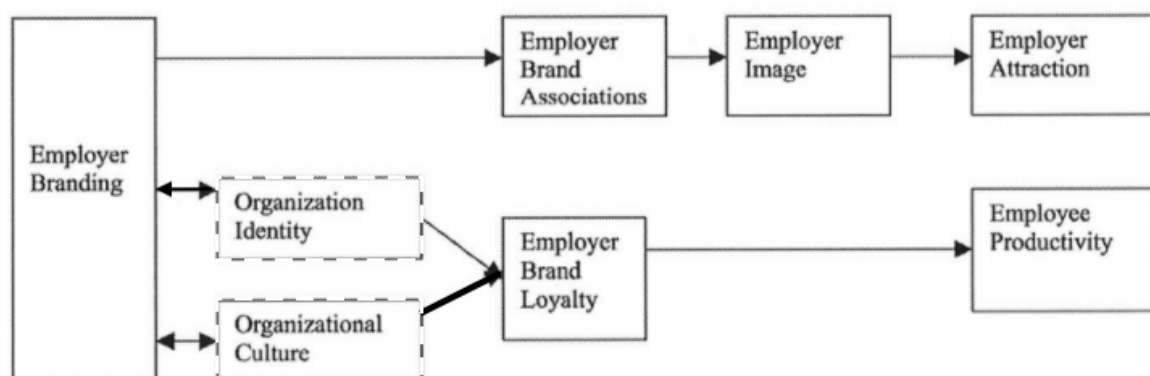 Employer
Brand
Associations
Employer
Image
Employer
Attraction
Employer
Branding
Organization
Identity
Employer
Brand
Loyalty
Employee
Productivity
Organizational
Culture